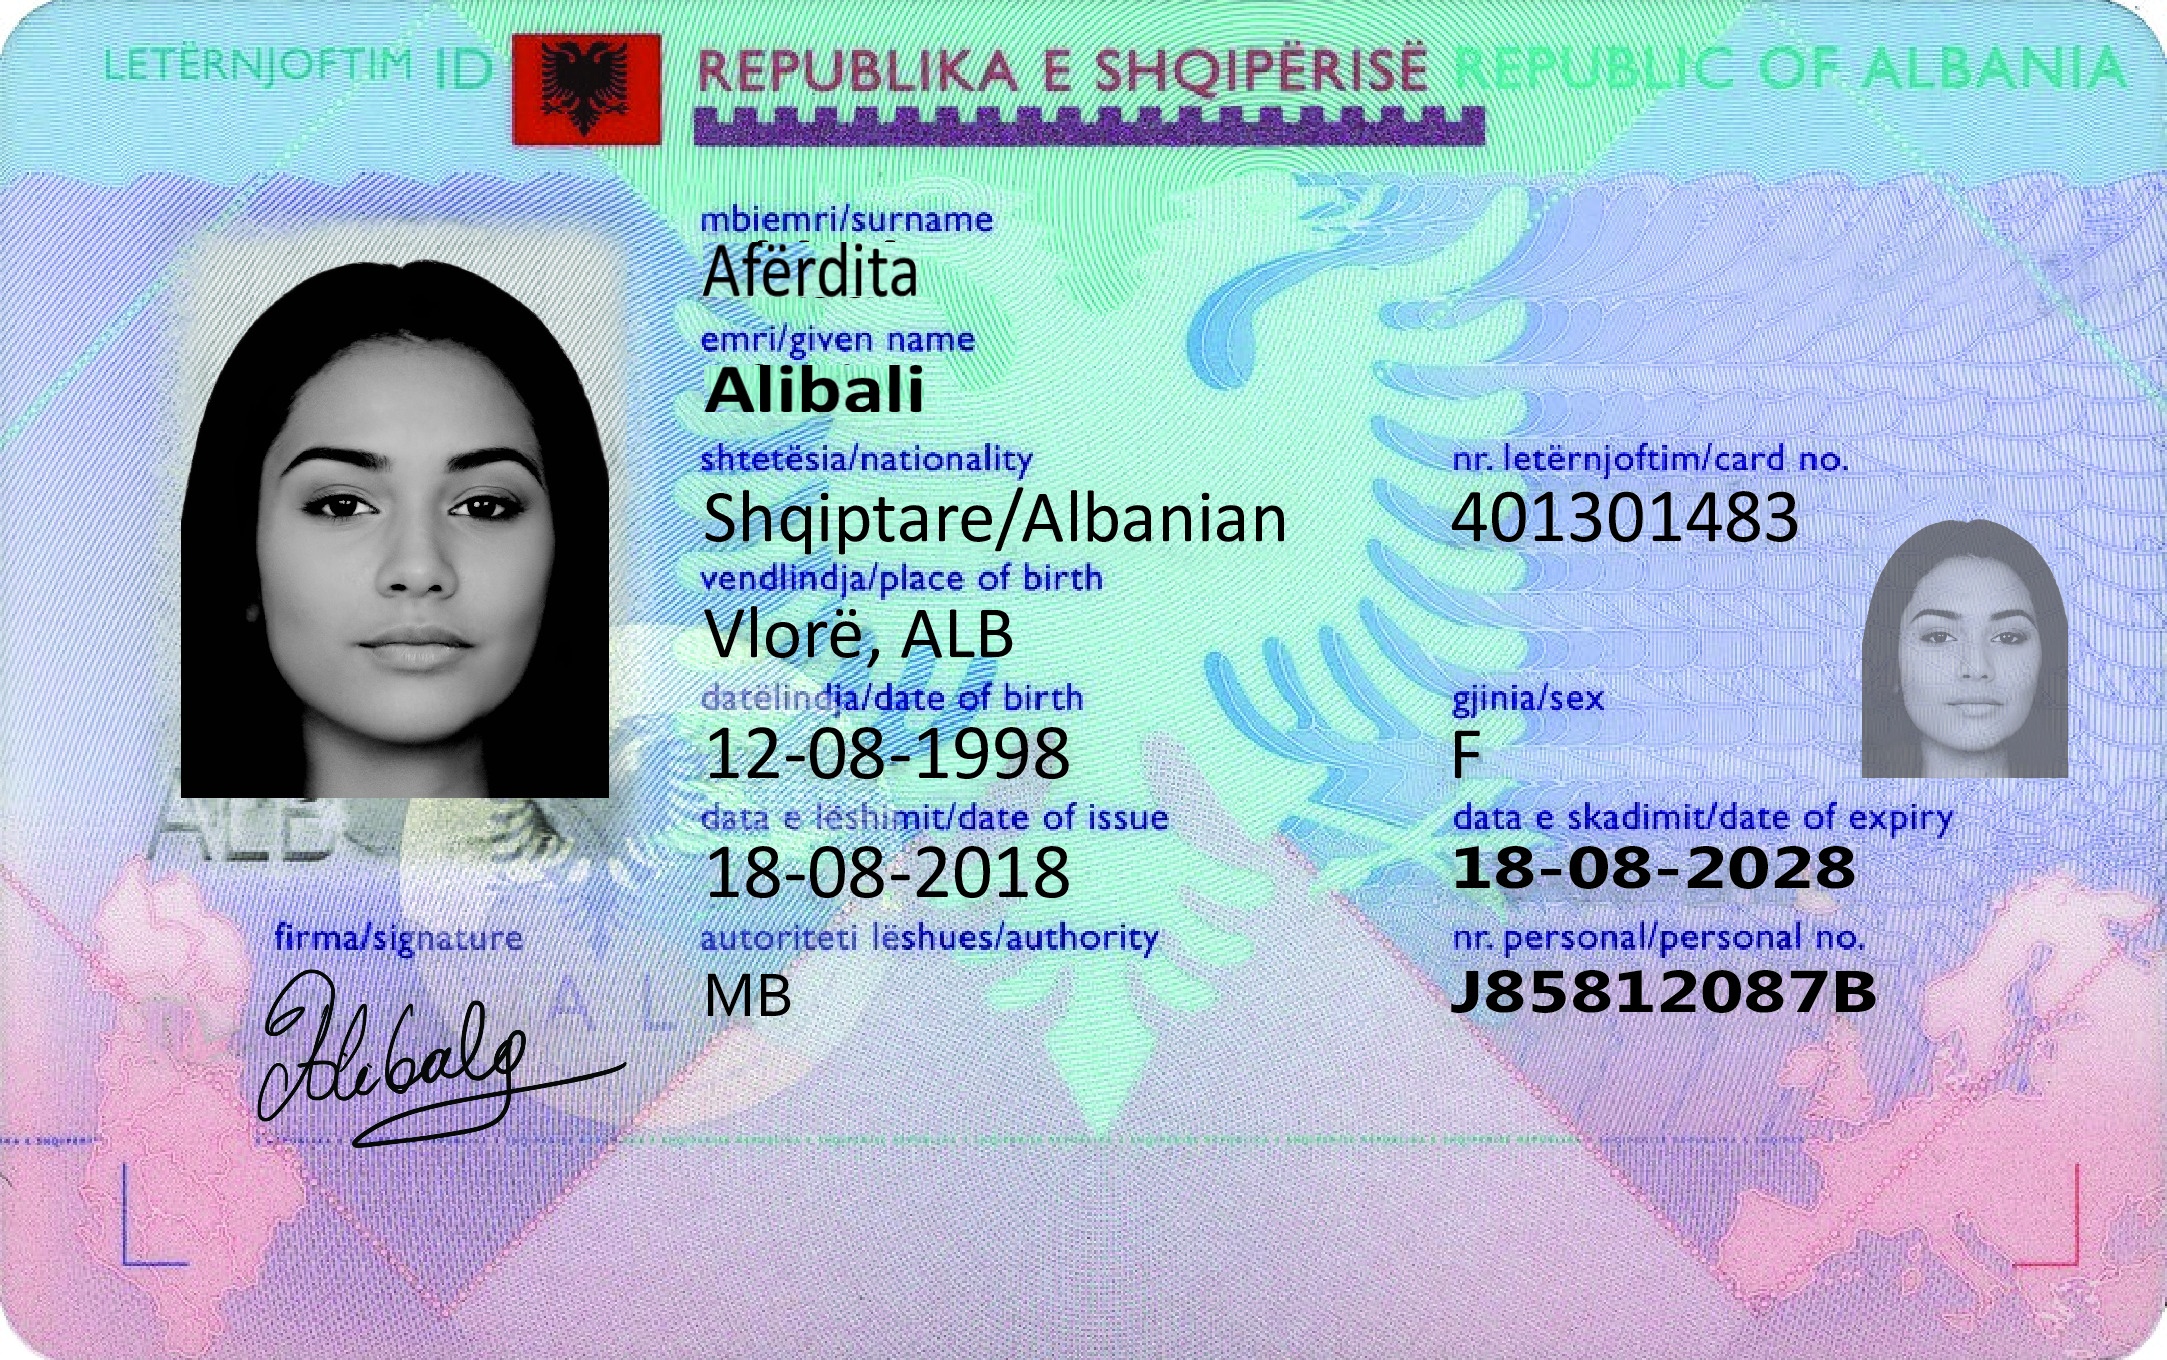 LETËRNJOFTIM ID REPUBLIKA E SHQIPËRISË REPUBLIC OF ALBANIA
mbiemri/surname
Afërdita
emri/given name
Alibali
shtetësia/nationality
Shqiptare/Albanian
nr. letërnjoftim/card no.
401301483
vendlindja/place of birth
Vlorë, ALB
datëlindja/date of birth
12-08-1998
gjinia/sex
F
data e lëshimit/date of issue
18-08-2018
data e skadimit/date of expiry
18-08-2028
ALB
firma/signature
autoriteti lëshues/authority
MB
nr. personal/personal no.
J85812087B
A L